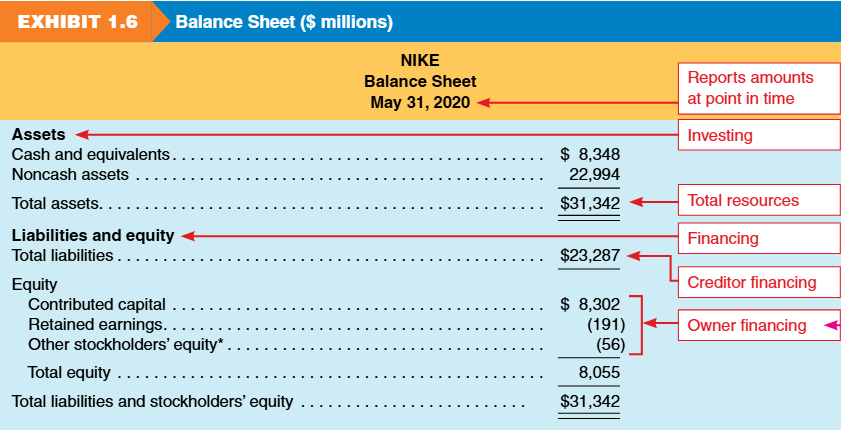 EXHIBIT 1.6 Balance Sheet ($ millions)
NIKE
Balance Sheet
May 31, 2020
Reports amounts
at point in time
Assets
Investing
Cash and equivalents . . . . . . . . . . . . . . . . . . . . . . . . . . . . . . . . . . . . . . . . . . $ 8,348
Noncash assets . . . . . . . . . . . . . . . . . . . . . . . . . . . . . . . . . . . . . . . . . . . . . . 22,994
Total assets. . . . . . . . . . . . . . . . . . . . . . . . . . . . . . . . . . . . . . . . . . . . . . . . . . $31,342
Total resources
Liabilities and equity
Financing
Total liabilities . . . . . . . . . . . . . . . . . . . . . . . . . . . . . . . . . . . . . . . . . . . . . . . . $23,287
Creditor financing
Equity
Contributed capital . . . . . . . . . . . . . . . . . . . . . . . . . . . . . . . . . . . . . . . . . . $ 8,302
Retained earnings. . . . . . . . . . . . . . . . . . . . . . . . . . . . . . . . . . . . . . . . . . . (191)
Owner financing
Other stockholders' equity* . . . . . . . . . . . . . . . . . . . . . . . . . . . . . . . . . . . . (56)
Total equity . . . . . . . . . . . . . . . . . . . . . . . . . . . . . . . . . . . . . . . . . . . . . . . . 8,055
Total liabilities and stockholders' equity . . . . . . . . . . . . . . . . . . . . . . . . . . $31,342